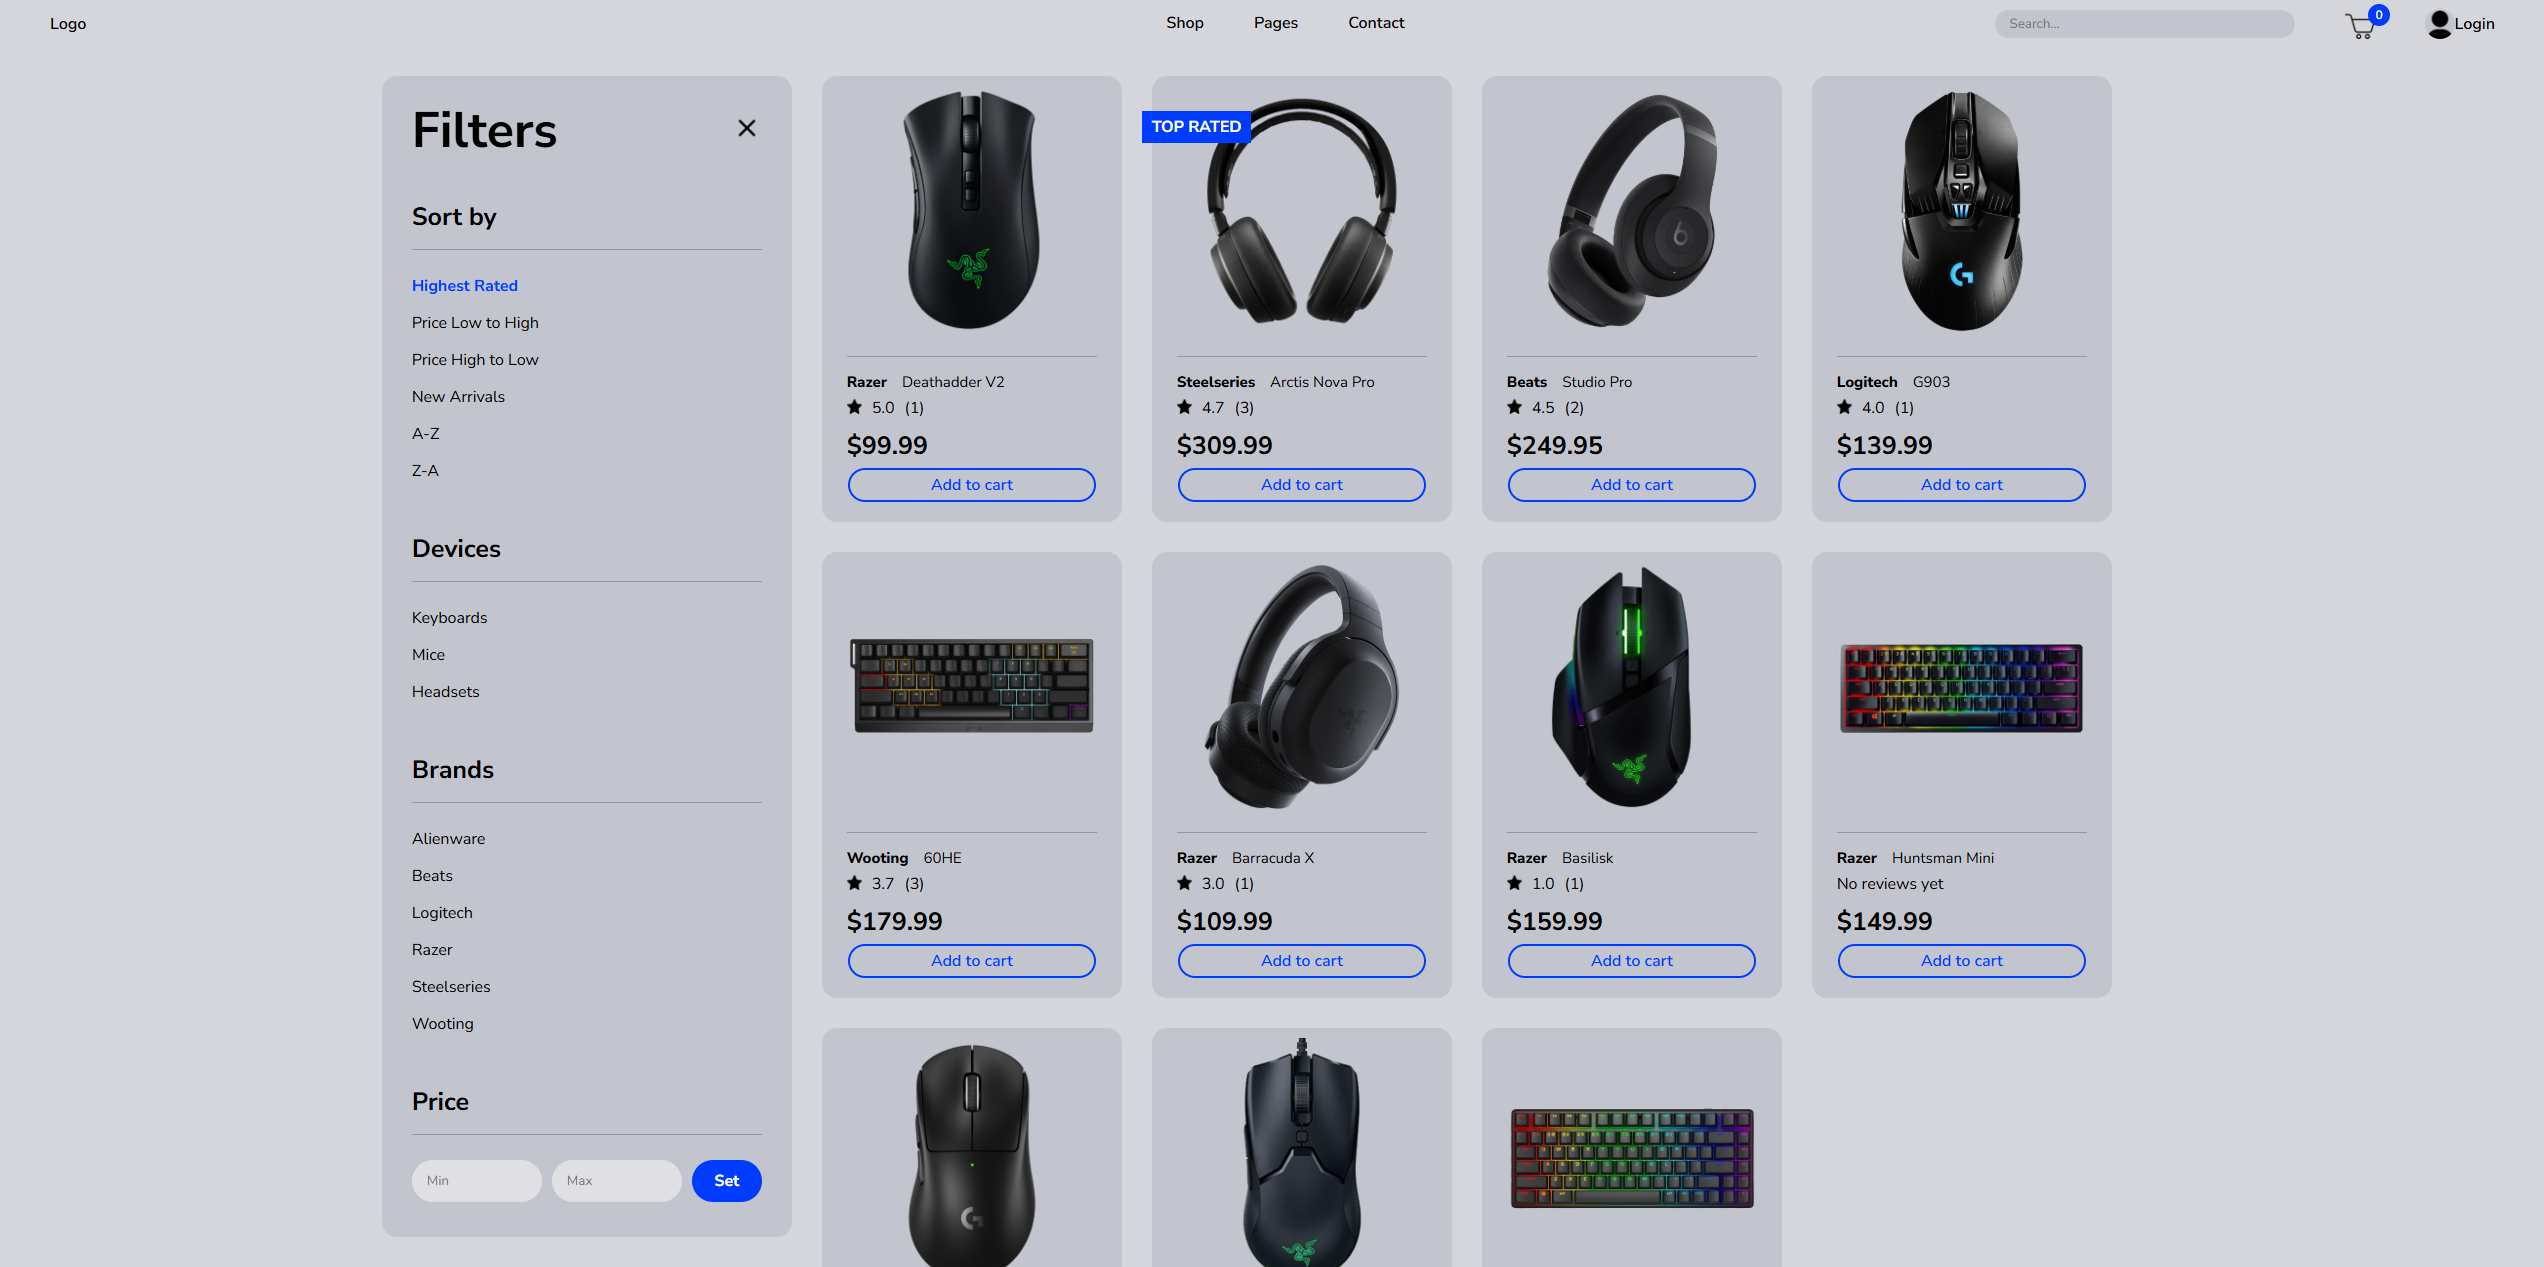 Logo
Shop
Pages
Contact
Search...
0
Login
Filters
Sort by
Highest Rated
Price Low to High
Price High to Low
New Arrivals
A-Z
Z-A
Devices
Keyboards
Mice
Headsets
Brands
Alienware
Beats
Logitech
Razer
Steelseries
Wooting
Price
Min
Max
Set
Razer Deathadder V2
5.0 (1)
$99.99
Add to cart
TOP RATED
Steelseries Arctis Nova Pro
4.7 (3)
$309.99
Add to cart
Beats Studio Pro
4.5 (2)
$249.95
Add to cart
Logitech G903
4.0 (1)
$139.99
Add to cart
Wooting 60HE
3.7 (3)
$179.99
Add to cart
Razer Barracuda X
3.0 (1)
$109.99
Add to cart
Razer Basilisk
1.0 (1)
$159.99
Add to cart
Razer Huntsman Mini
No reviews yet
$149.99
Add to cart